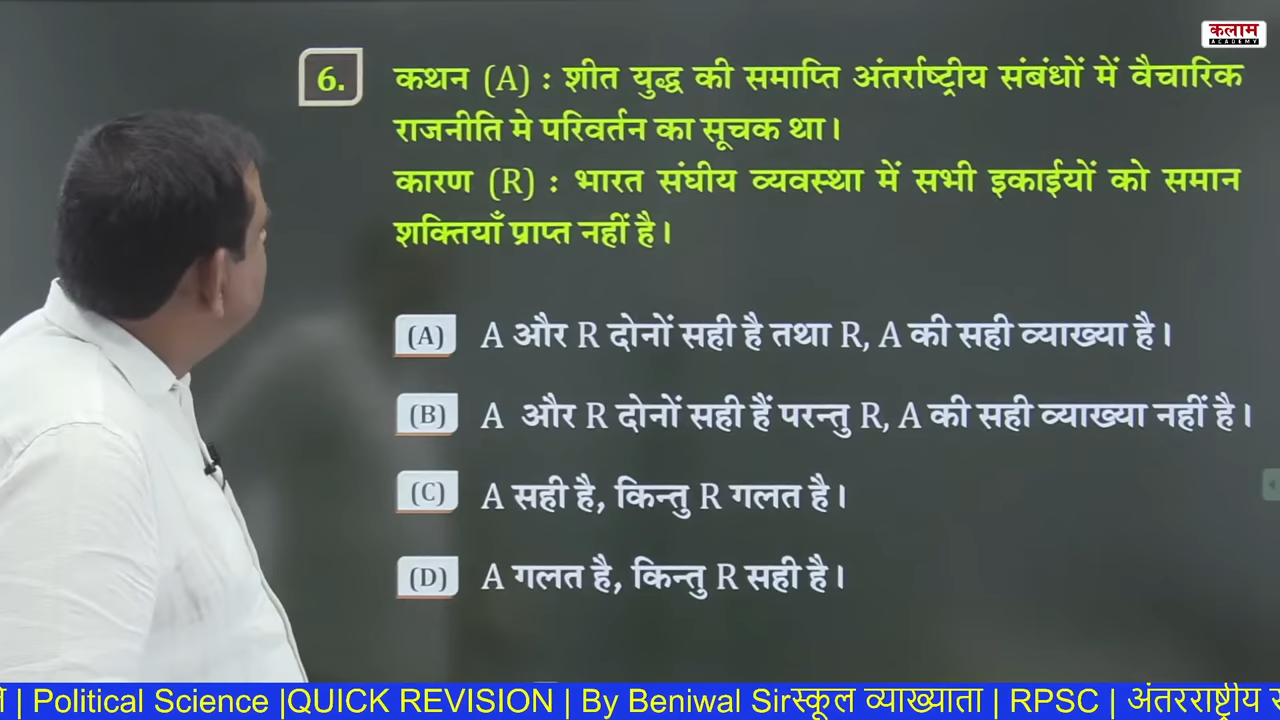 कलाम
ACADEMY
6.
कथन (A) : शीत युद्ध की समाप्ति अंतर्राष्ट्रीय संबंधों में वैचारिक
राजनीति मे परिवर्तन का सूचक था।
कारण (R) : भारत संघीय व्यवस्था में सभी इकाईयों को समान
शक्तियाँ प्राप्त नहीं है।
(A) A और R दोनों सही है तथा R, A की सही व्याख्या है।
(B) A और R दोनों सही हैं परन्तु R, A की सही व्याख्या नहीं है।
(C) A सही है, किन्तु R गलत है।
(D) A गलत है, किन्तु R सही है।
| Political Science |QUICK REVISION | By Beniwal Sirस्कूल व्याख्याता | RPSC | अंतरराष्ट्रीय